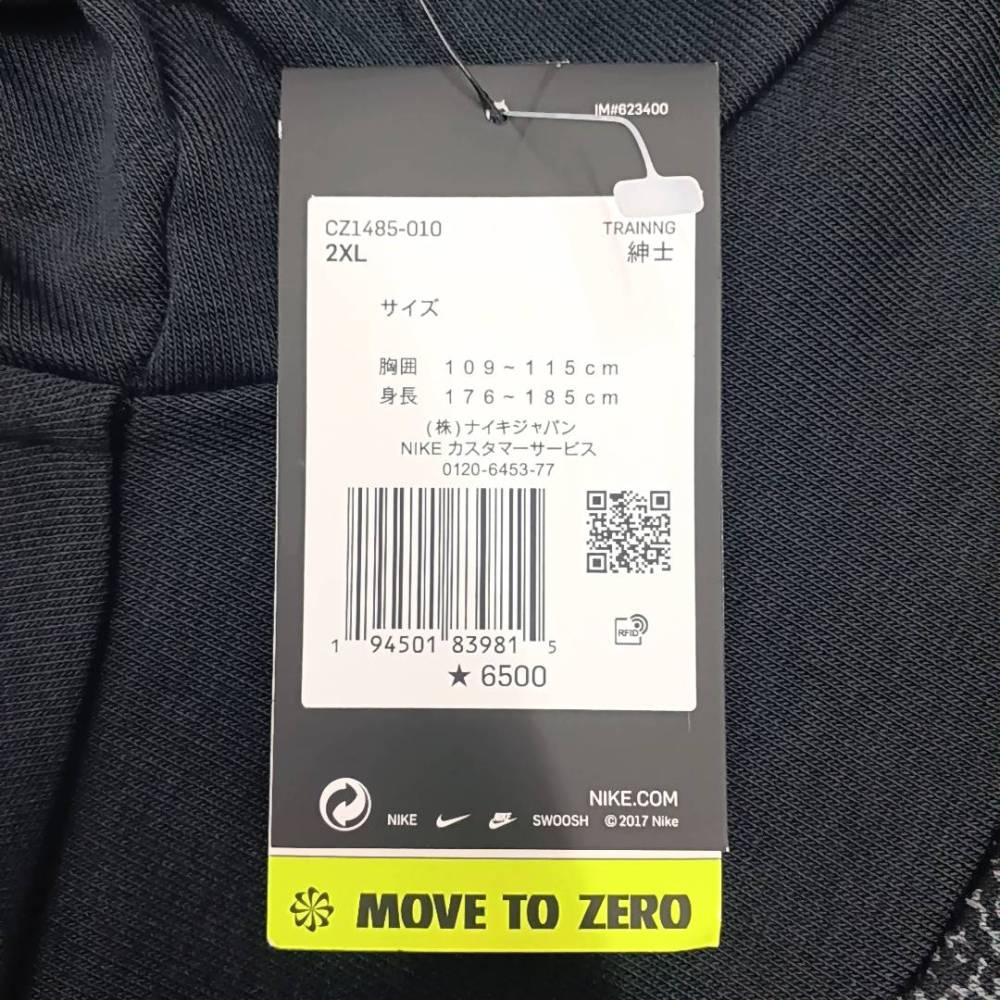 IM#623400
CZ1485-010
TRAINNG
2XL
紳士
サイズ
胸囲 109~115cm
身長 176~185cm
(株)ナイキジャパン
NIKE カスタマーサービス
0120-6453-77
RFID
1 94501 83981 5
★ 6500
NIKE.COM
NIKE SWOOSH © 2017 Nike
MOVE TO ZERO